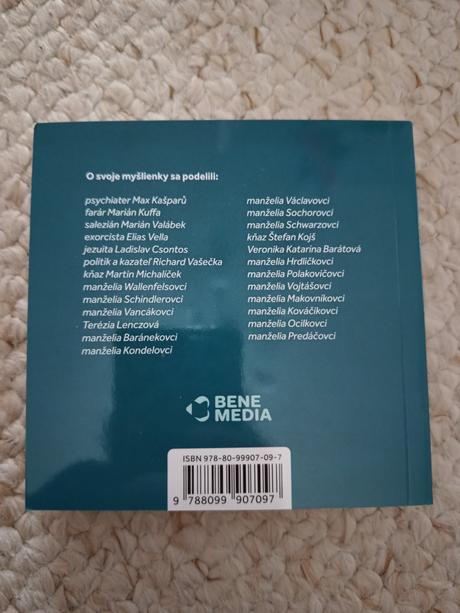 O svoje myšlienky sa podelili:
psychiater Max Kašparů
farár Marián Kuffa
salezián Marián Valábek
exorcista Elias Vella
jezuita Ladislav Csontos
politik a kazateľ Richard Vašečka
kňaz Martin Michalíček
manželia Wallenfelsovci
manželia Schindlerovci
manželia Vancákovci
Terézia Lenczová
manželia Baránekovci
manželia Kondelovci
manželia Václavovci
manželia Sochorovci
manželia Schwarzovci
kňaz Štefan Kojš
Veronika Katarína Barátová
manželia Hrdličkovci
manželia Polakovičovci
manželia Vojtášovci
manželia Makovníkovci
manželia Kováčikovci
manželia Ocilkovci
manželia Predáčovci
BENE
MEDIA
ISBN 978-80-99907-09-7
9 788099 907097